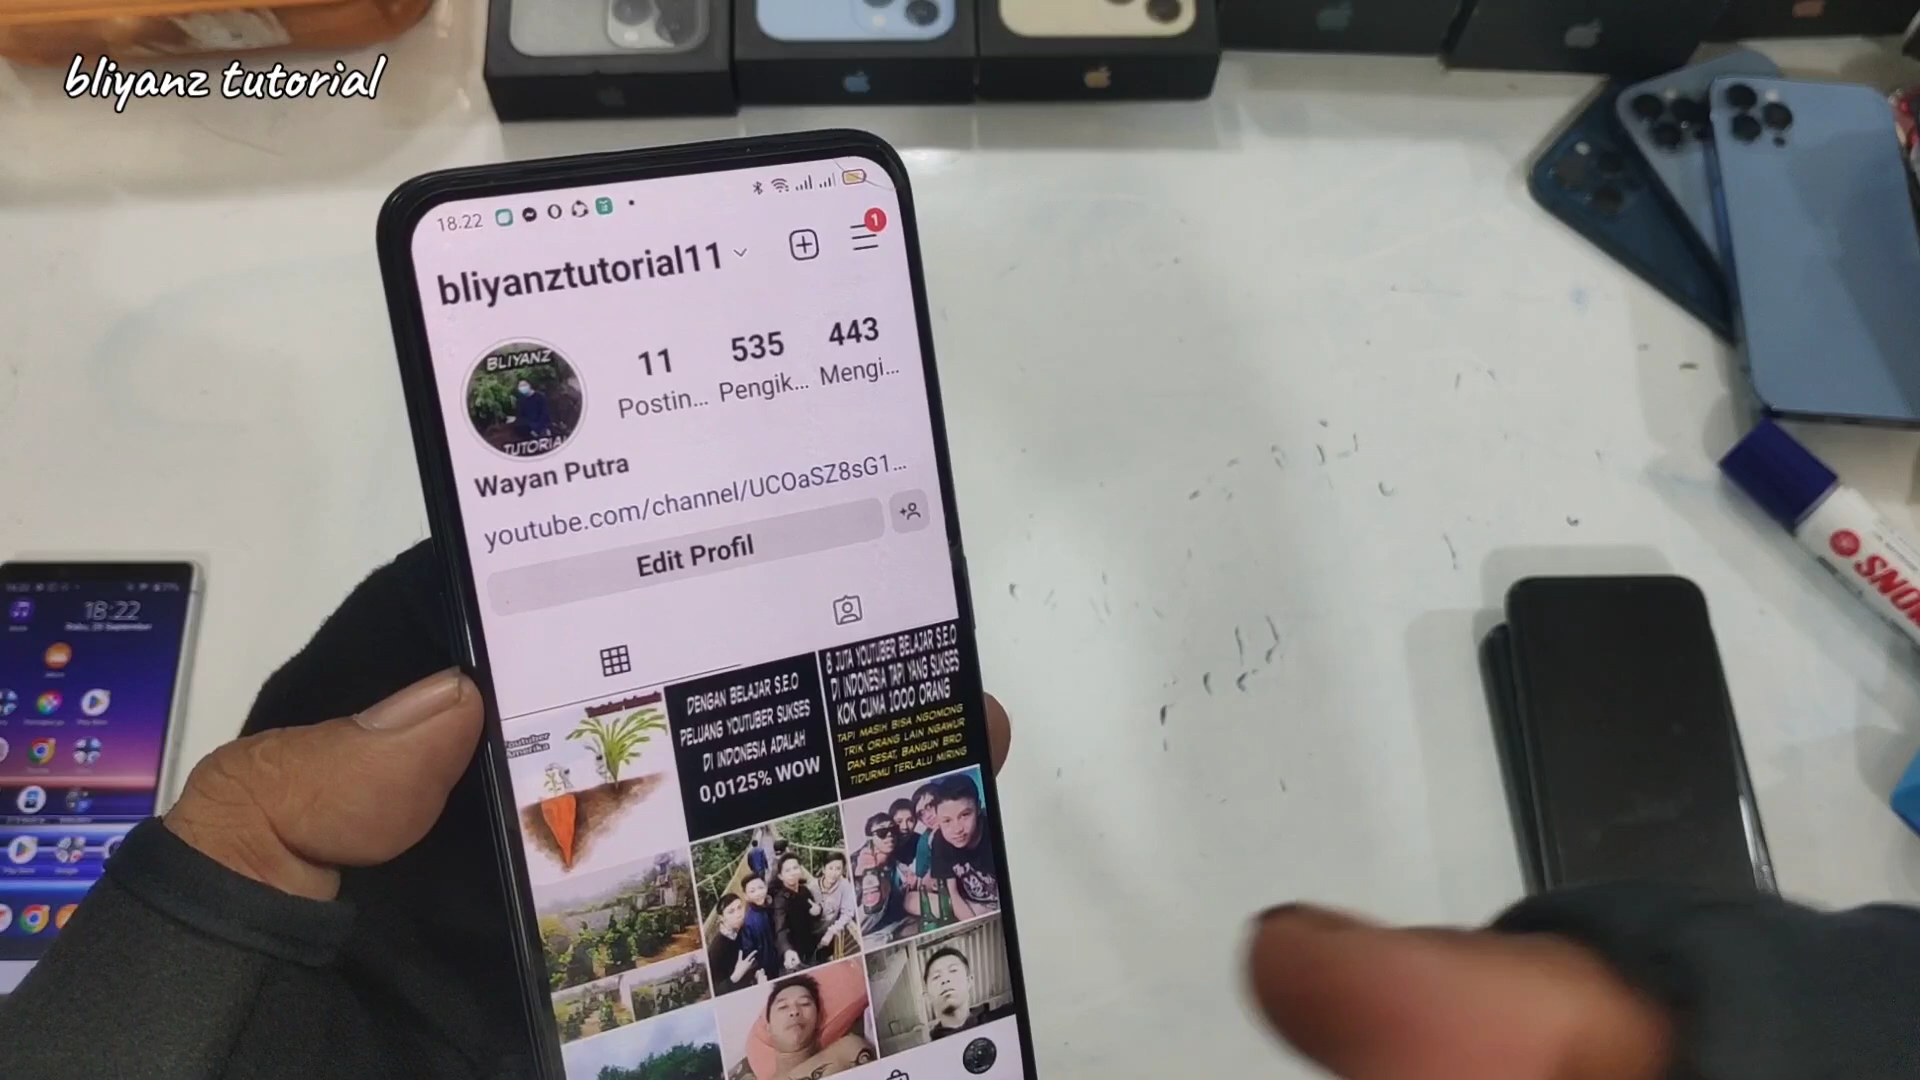 bliyanz tutorial
18.22
1
bliyanztutorial11
BLIYANZ
TUTORIAL
11
535
443
Postin...
Pengik...
Mengi...
Wayan Putra
youtube.com/channel/UCOaSZ8sG1...
Edit Profil
DENGAN BELAJAR S.E.O
PELUANG YOUTUBER SUKSES
DI INDONESIA ADALAH
0,0125% WOW
8 JUTA YOUTUBER BELAJAR S.E.O
DI INDONESIA TAPI YANG SUKSES
KOK CUMA 1000 ORANG
TAPI MASIH BISA NGOMONG
TRIK ORANG LAIN NGAWUR
DAN SESAT, BANGUN BRO
TIDURMU TERLALU MIRING
18:22